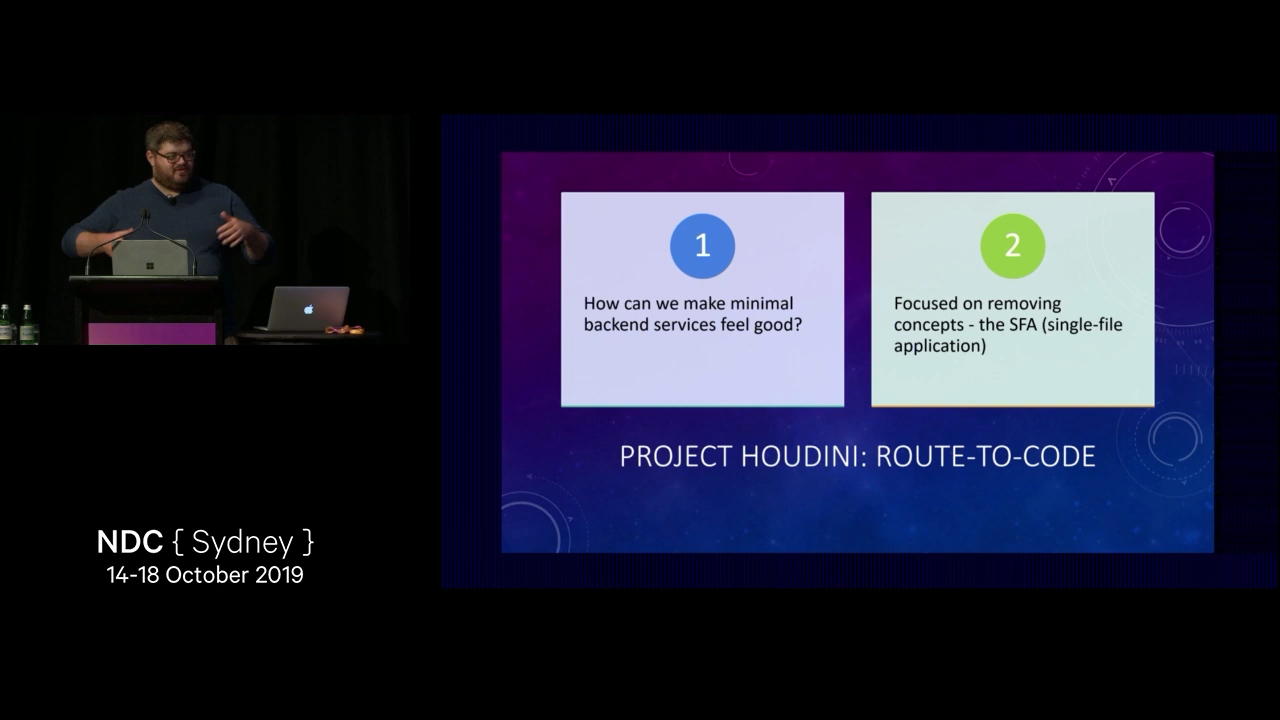 1
How can we make minimal
backend services feel good?
2
Focused on removing
concepts - the SFA (single-file
application)
PROJECT HOUDINI: ROUTE-TO-CODE
NDC { Sydney }
14-18 October 2019